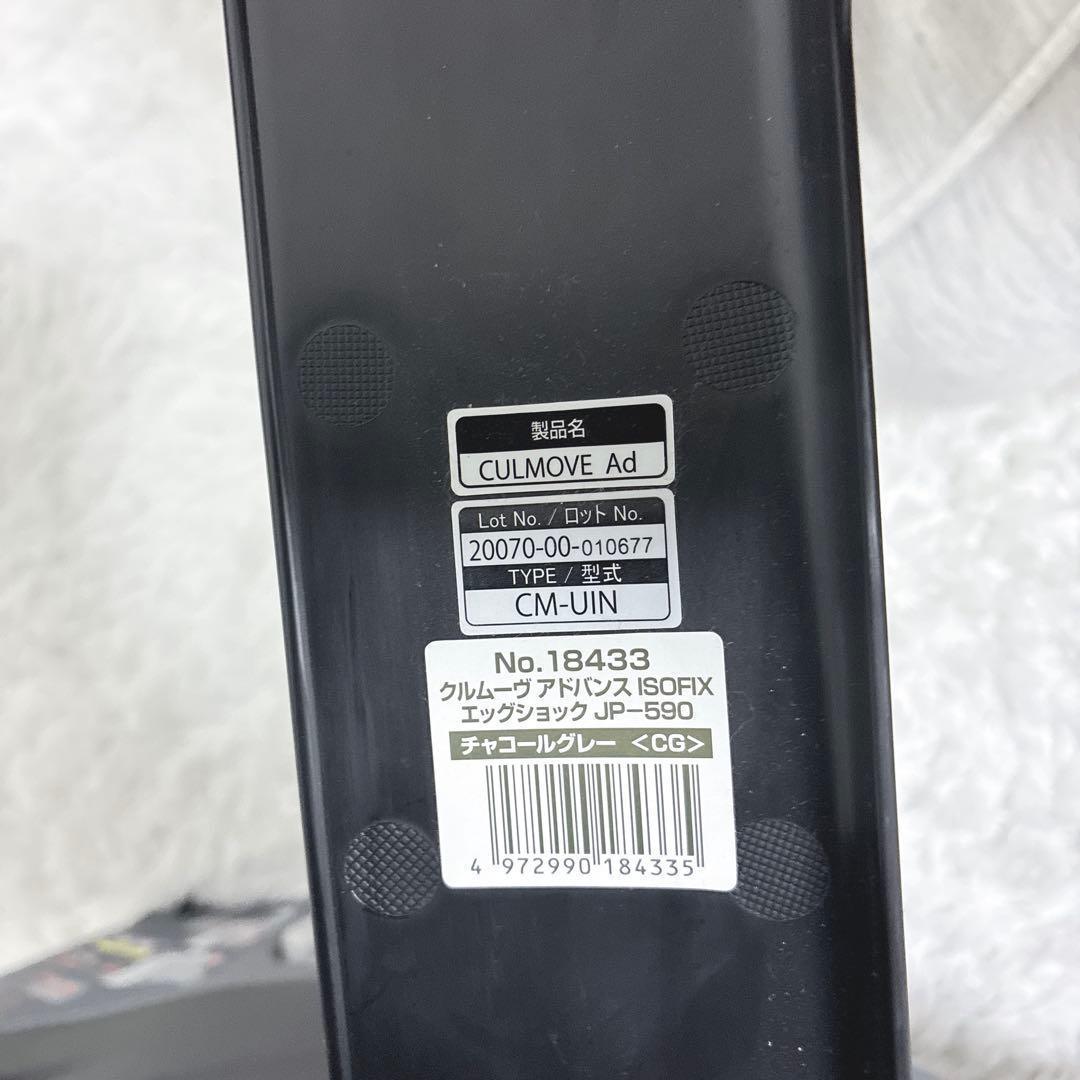 製品名
CULMOVE Ad
Lot No. / ロット No.
20070-00-010677
TYPE / 型式
CM-UIN
No.18433
クルムーヴ アドバンス ISOFIX
エッグショック JP-590
チャコールグレー <CG>
4 972990 184335